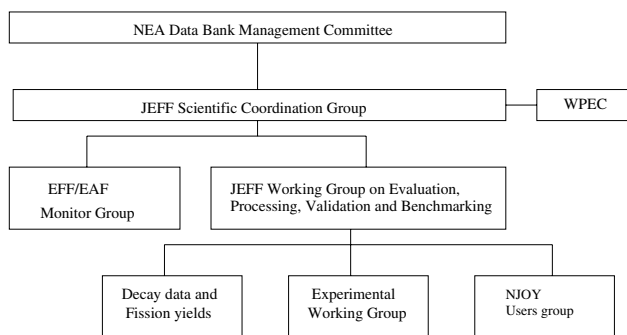 NEA Data Bank Management Committee
JEFF Scientific Coordination Group
WPEC
EFF/EAF
Monitor Group
JEFF Working Group on Evaluation,
Processing, Validation and Benchmarking
Decay data and
Fission yields
Experimental
Working Group
NJOY
Users group